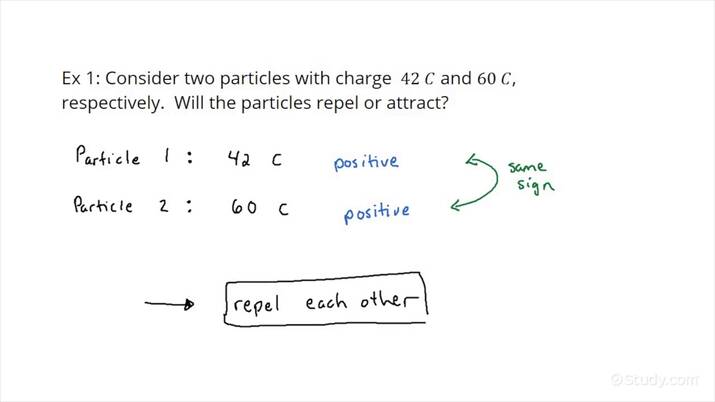 Ex 1: Consider two particles with charge 42 C and 60 C,
respectively. Will the particles repel or attract?
Particle 1 : 42 C positive
same
sign
Particle 2 : 60 C positive
repel each other
©Study.com